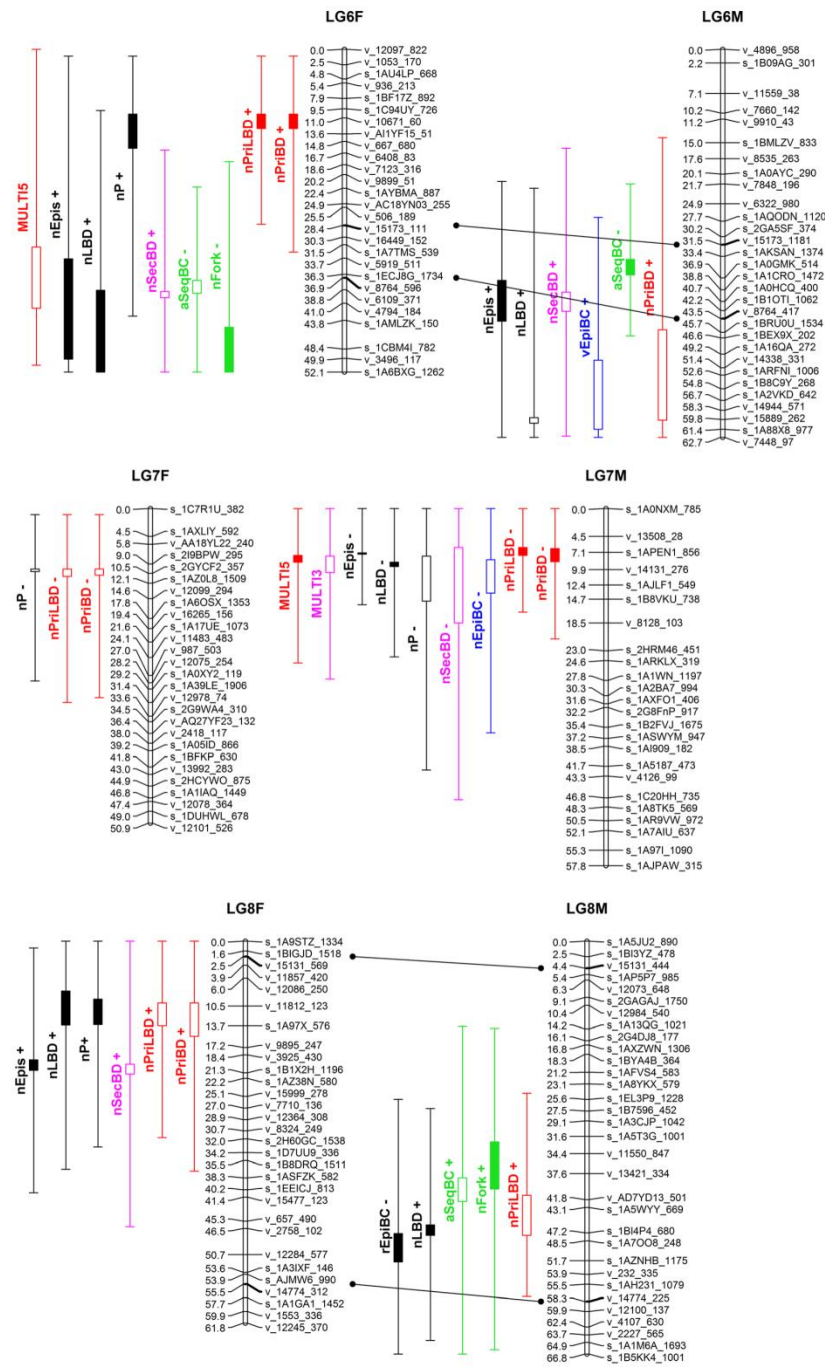 LG6F
LG6M
MULTI5
nEpis +
nLBD +
nP +
nSecBD +
aSeqBC -
nFork -
nPriLBD +
nPriBD +
0.0 v_12097_822
2.5 v_1053_170
4.8 s_1AU4LP_668
5.4 v_936_213
7.9 s_1BF17Z_892
9.5 s_1C94UY_726
11.0 v_10671_60
13.6 v_AI1YF15_51
14.8 v_667_680
16.7 v_6408_83
18.6 v_7123_316
20.2 v_9899_51
22.4 s_1AYBMA_887
24.9 v_AC18YN03_255
25.5 v_506_189
28.4 v_15173_111
30.3 v_16449_152
31.5 s_1A7TMS_539
33.7 v_5919_511
36.3 s_1ECJ8G_1734
36.9 v_8764_596
38.8 v_6109_371
41.0 v_4794_184
43.8 s_1AMLZK_150
48.4 s_1CBM4I_782
49.9 v_3496_117
52.1 s_1A6BXG_1262
nEpis +
nLBD +
nSecBD +
vEpiBC +
aSeqBC -
nPriBD +
0.0 v_4896_958
2.2 s_1B09AG_301
7.1 v_11559_38
10.2 v_7660_142
11.2 v_9910_43
15.0 s_1BMLZV_833
17.6 v_8535_263
20.1 s_1A0AYC_290
21.7 v_7848_196
24.9 v_6322_980
27.7 s_1AQODN_1120
30.2 s_2GA5SF_374
31.5 v_15173_1181
33.4 s_1AKSAN_1374
36.9 s_1A0GMK_514
38.8 s_1A1CRO_1472
40.7 s_1A0HCQ_400
42.2 s_1B1OTI_1062
43.5 v_8764_417
45.7 s_1BRU0U_1534
46.6 s_1BEX9X_202
49.2 s_1A16QA_272
51.4 v_14338_331
52.6 s_1ARFNI_1006
54.8 s_1B8C9Y_268
56.7 s_1A2VKD_642
58.3 v_14944_571
59.8 v_15889_262
61.4 s_1A88X8_977
62.7 v_7448_97
LG7F
LG7M
nP -
nPriLBD -
nPriBD -
0.0 s_1C7R1U_382
4.5 s_1AXLIY_592
5.8 v_AA18YL22_240
9.0 s_2I9BPW_295
10.5 s_2GYCF2_357
12.1 s_1AZ0L8_1509
14.6 v_12099_294
17.8 s_1A6OSX_1353
19.4 v_16265_156
21.6 s_1A17UE_1073
24.1 v_11483_483
27.0 v_987_503
28.2 v_12075_254
29.2 s_1A0XY2_119
31.4 s_1A39LE_1906
33.6 v_12978_74
34.5 s_2G9WA4_310
36.4 v_AQ27YF23_132
38.0 v_2418_117
39.2 s_1A05ID_866
41.8 s_1BFKP_630
43.0 v_13992_283
44.9 s_2HCYWO_875
46.8 s_1A1IAQ_1449
47.4 v_12078_364
49.0 s_1DUHWL_678
50.9 v_12101_526
MULTI5
MULTI3
nEpis -
nLBD -
nP -
nSecBD -
nEpiBC -
nPriLBD -
nPriBD -
0.0 s_1A0NXM_785
4.5 v_13508_28
7.1 s_1APEN1_856
9.9 v_14131_276
12.4 s_1AJLF1_549
14.7 s_1B8VKU_738
18.5 v_8128_103
23.0 s_2HRM46_451
24.6 s_1ARKLX_319
27.8 s_1A1WN_1197
30.3 s_1A2BA7_994
31.6 s_1AXFO1_406
32.2 s_2G8FnP_917
35.4 s_1B2FVJ_1675
37.2 s_1ASWYM_947
38.5 s_1AI909_182
41.7 s_1A5187_473
43.3 v_4126_99
46.8 s_1C20HH_735
48.3 s_1A8TK5_569
50.5 s_1AR9VW_972
52.1 s_1A7AIU_637
55.3 s_1A97I_1090
57.8 s_1AJPAW_315
LG8F
LG8M
nEpis +
nLBD +
nP+
nSecBD +
nPriLBD +
nPriBD +
0.0 s_1A9STZ_1334
1.6 s_1BIGJD_1518
2.5 v_15131_569
3.9 v_11857_420
6.0 v_12086_250
10.5 v_11812_123
13.7 s_1A97X_576
17.2 v_9895_247
18.4 v_3925_430
21.3 s_1B1X2H_1196
22.2 s_1AZ38N_580
25.1 v_15999_278
27.0 v_7710_136
28.9 v_12364_308
30.7 v_8324_249
32.0 s_2H60GC_1538
34.2 s_1D7UU9_336
35.5 s_1B8DRQ_1511
38.3 s_1ASFZK_582
40.2 s_1EEICJ_813
41.4 v_15477_123
45.3 v_657_490
46.5 v_2758_102
50.7 v_12284_577
53.6 s_1A3IXF_146
53.9 s_AJMW6_990
55.5 v_14774_312
57.7 s_1A1GA1_1452
59.9 v_1553_336
61.8 v_12245_370
rEpiBC -
nLBD +
aSeqBC +
nFork +
nPriLBD +
0.0 s_1A5JU2_890
2.5 s_1BI3YZ_478
4.4 v_15131_444
5.4 s_1AP5P7_985
6.3 v_12073_648
9.1 s_2GAGAJ_1750
10.4 v_12984_540
14.2 s_1A13QG_1021
16.1 s_2G4DJ8_177
16.8 s_1AXZWN_1306
18.3 s_1BYA4B_364
21.2 s_1AFVS4_583
23.1 s_1A8YKX_579
25.6 s_1EL3P9_1228
27.5 s_1B7596_452
29.1 s_1A3CJP_1042
31.6 s_1A5T3G_1001
34.4 v_11550_847
37.6 v_13421_334
41.8 v_AD7YD13_501
43.1 s_1A5WYY_669
47.2 s_1BI4P4_680
48.5 s_1A7OO8_248
51.7 s_1AZNHB_1175
53.9 v_232_335
55.5 s_1AH231_1079
58.3 v_14774_225
59.9 v_12100_137
62.4 v_4107_630
63.7 v_2227_565
64.9 s_1A1M6A_1693
66.8 s_1B5KK4_1001